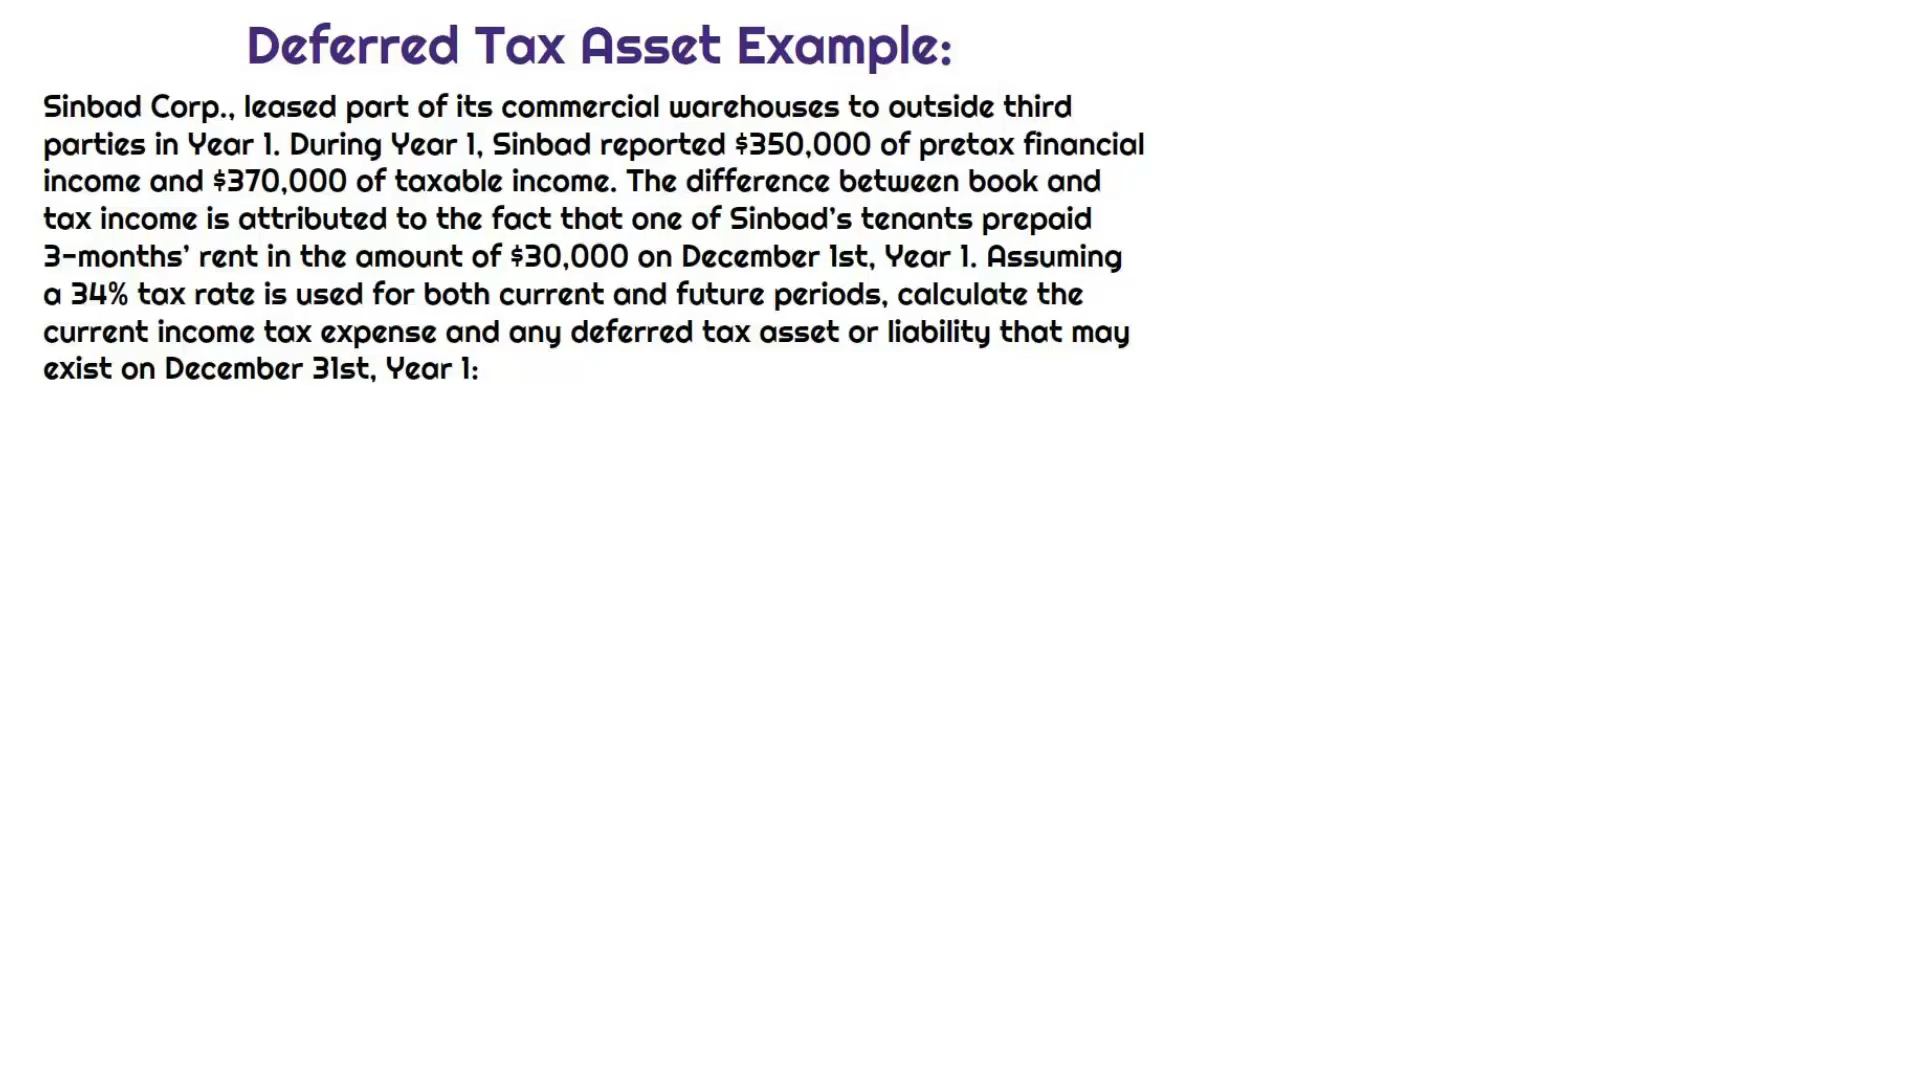 Deferred Tax Asset Example:
Sinbad Corp., leased part of its commercial warehouses to outside third
parties in Year 1. During Year 1, Sinbad reported $350,000 of pretax financial
income and $370,000 of taxable income. The difference between book and
tax income is attributed to the fact that one of Sinbad's tenants prepaid
3-months' rent in the amount of $30,000 on December 1st, Year 1. Assuming
a 34% tax rate is used for both current and future periods, calculate the
current income tax expense and any deferred tax asset or liability that may
exist on December 31st, Year 1: